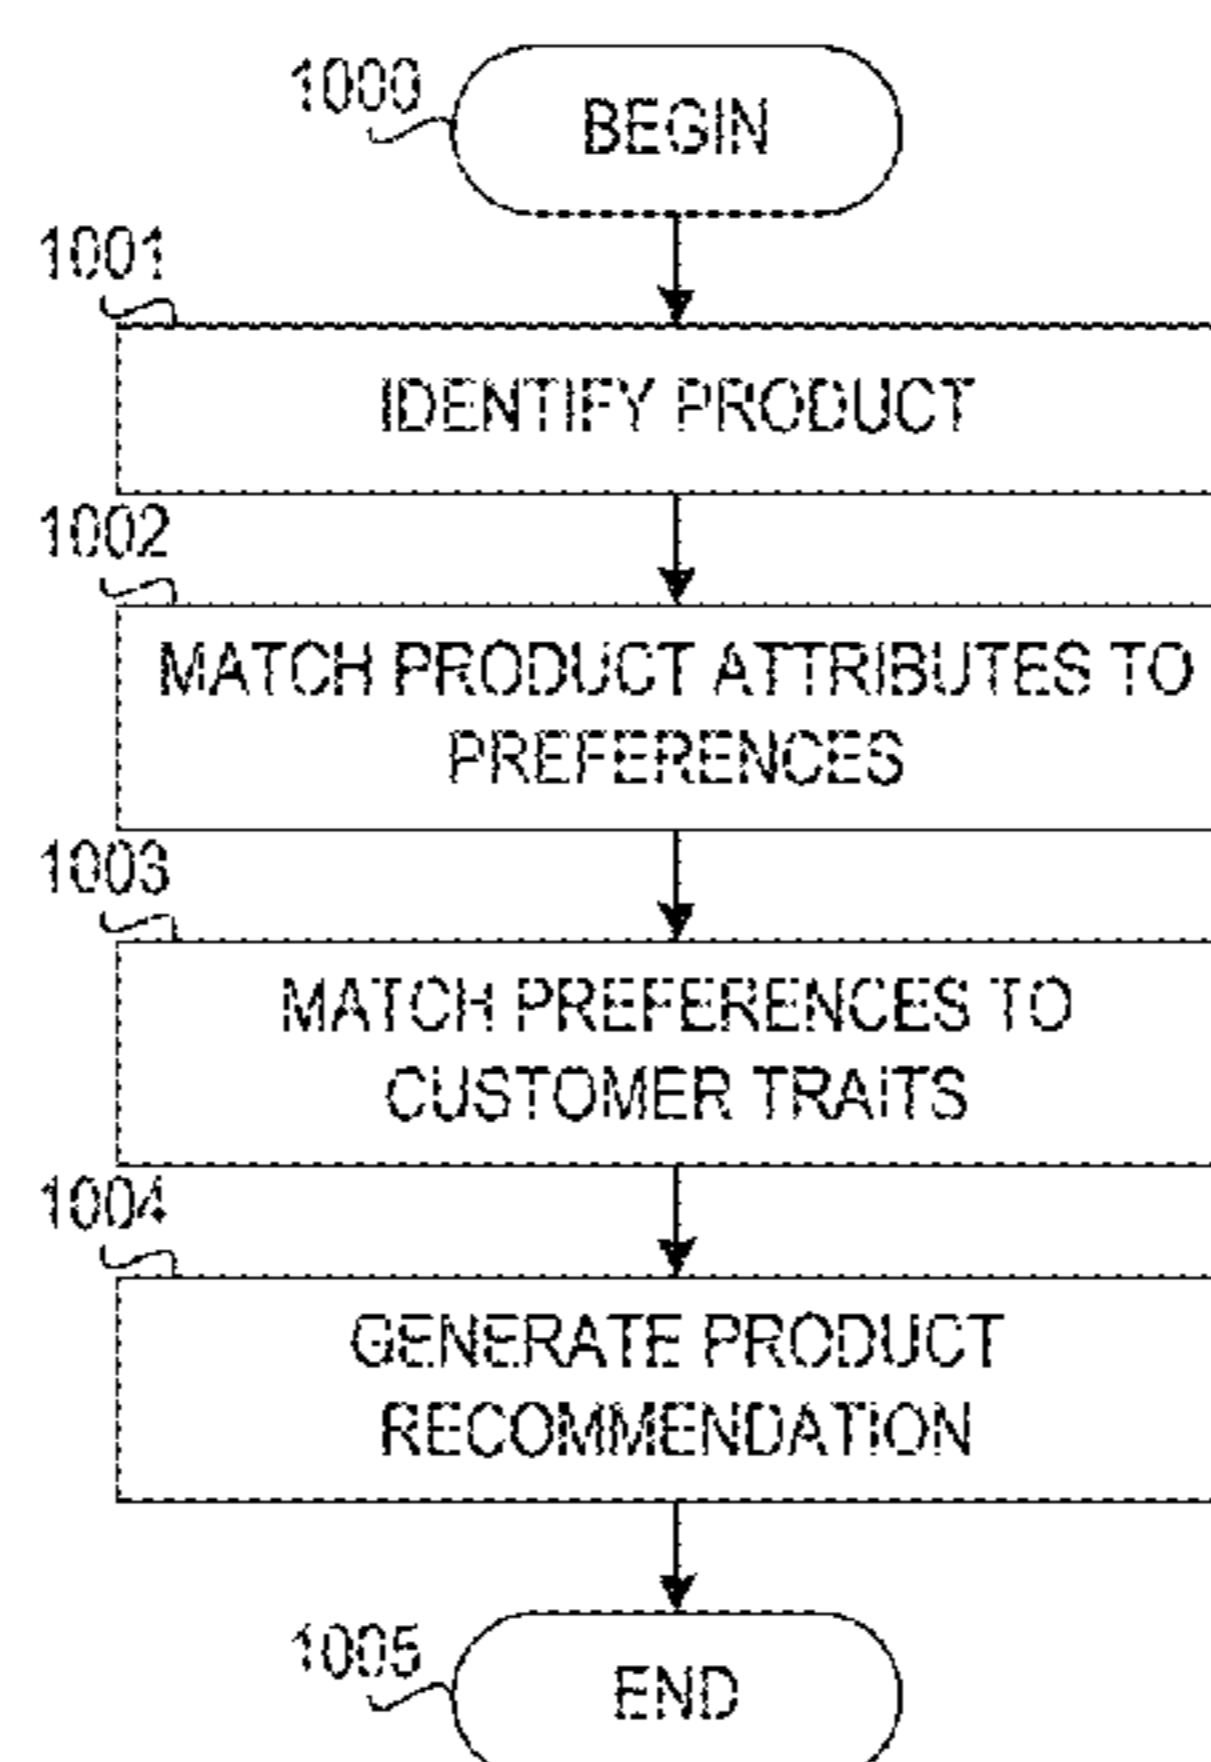 1000
BEGIN
1001
IDENTIFY PRODUCT
1002
MATCH PRODUCT ATTRIBUTES TO
PREFERENCES
1003
MATCH PREFERENCES TO
CUSTOMER TRAITS
1004
GENERATE PRODUCT
RECOMMENDATION
1005
END